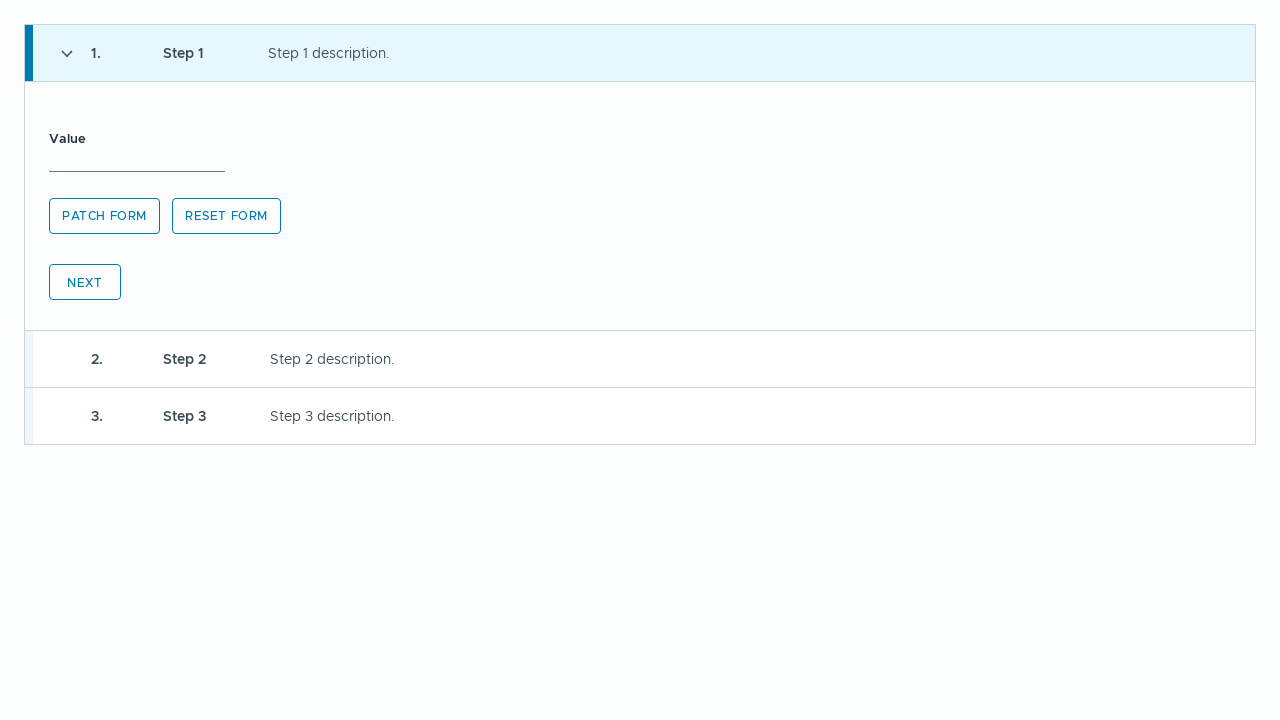 1. Step 1 Step 1 description.
Value
PATCH FORM RESET FORM
NEXT
2. Step 2 Step 2 description.
3. Step 3 Step 3 description.